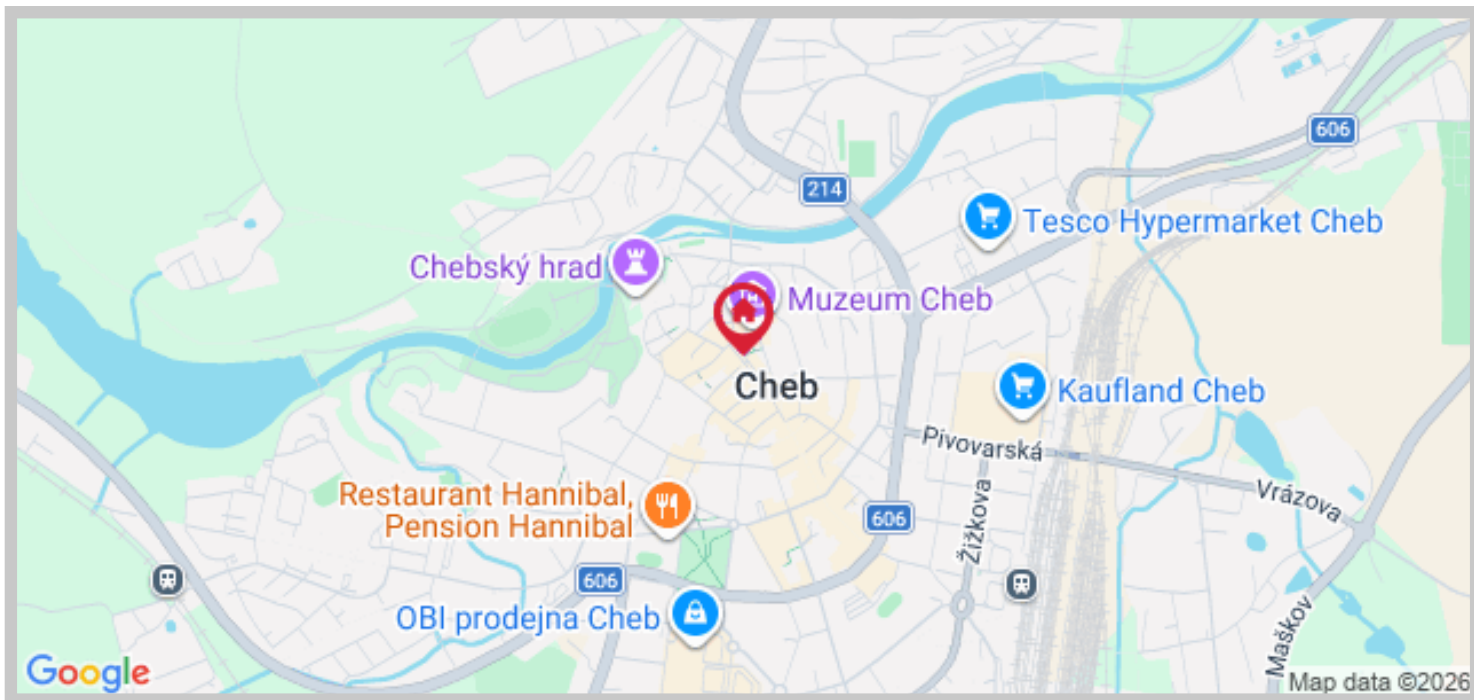 606
214
Tesco Hypermarket Cheb
Chebský hrad
Muzeum Cheb
Cheb
Kaufland Cheb
Pivovarská
Restaurant Hannibal,
Pension Hannibal
Vrázova
606
Žižkova
606
OBI prodejna Cheb
Maškov
Google
Map data ©2026